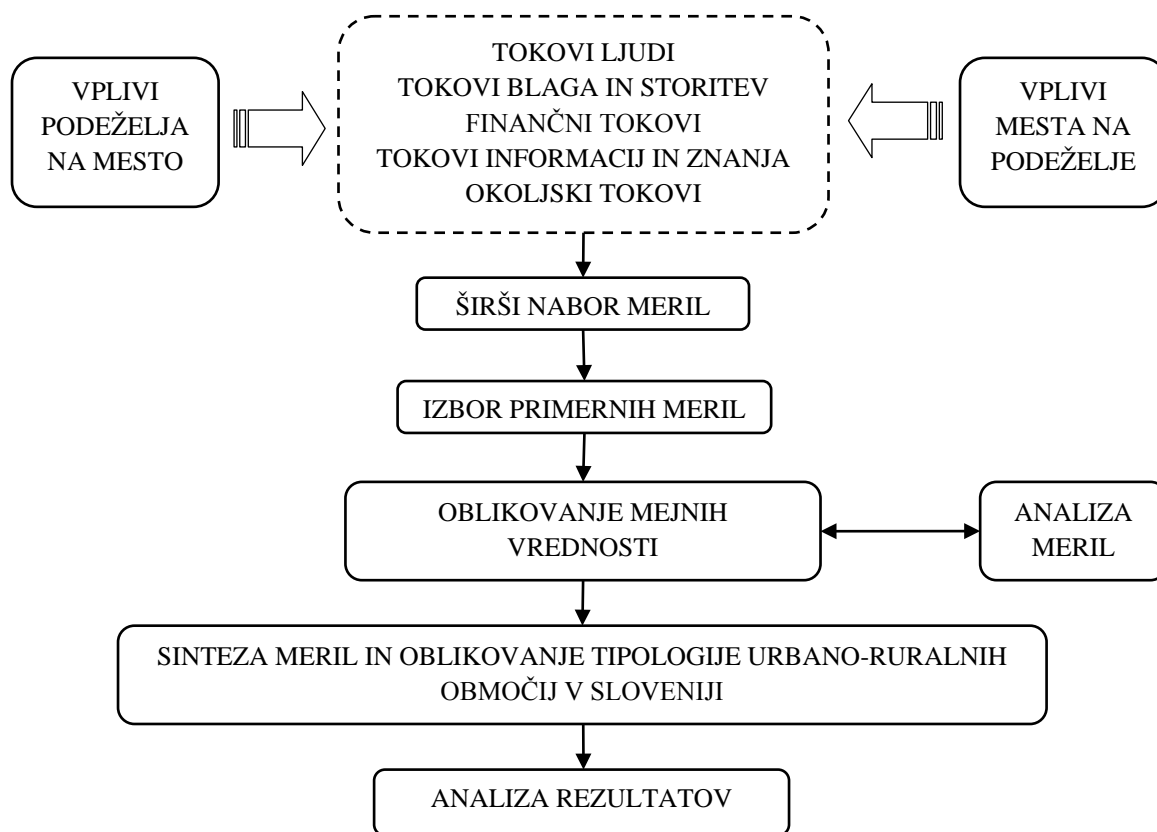 VPLIVI
PODEŽELJA
NA MESTO
TOKOVI LJUDI
TOKOVI BLAGA IN STORITEV
FINANČNI TOKOVI
TOKOVI INFORMACIJ IN ZNANJA
OKOLJSKI TOKOVI
VPLIVI
MESTA NA
PODEŽELJE
ŠIRŠI NABOR MERIL
IZBOR PRIMERNIH MERIL
OBLIKOVANJE MEJNIH
VREDNOSTI
ANALIZA
MERIL
SINTEZA MERIL IN OBLIKOVANJE TIPOLOGIJE URBANO-RURALNIH
OBMOČIJ V SLOVENIJI
ANALIZA REZULTATOV